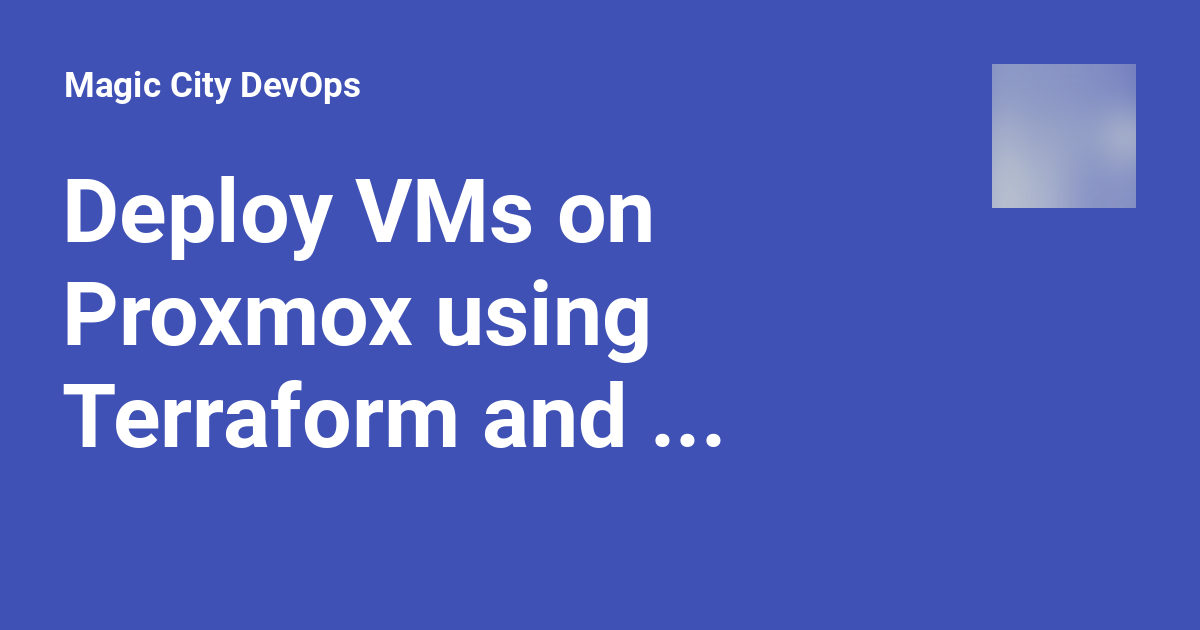 Magic City DevOps
Deploy VMs on
Proxmox using
Terraform and ...